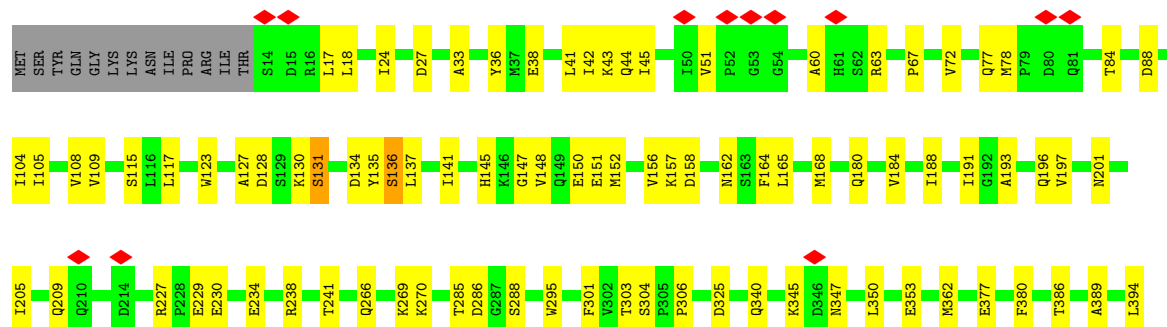 MET SER TYR GLN GLY LYS LYS ASN ILE PRO ARG ILE THR S14 D15 R16 L17 L18 I24 D27 A33 Y36 M37 E38 L41 I42 K43 Q44 I45 I50 V51 P52 G53 G54 A60 H61 S62 R63 P67 V72 Q77 M78 P79 D80 Q81 T84 D88
I104 I105 V108 V109 S115 L116 L117 W123 A127 D128 S129 K130 S131 D134 Y135 S136 L137 I141 H145 K146 G147 V148 Q149 E150 E151 M152 V156 K157 D158 N162 S163 F164 L165 M168 Q180 V184 I188 I191 G192 A193 Q196 V197 N201
I205 Q209 Q210 D214 R227 P228 E229 E230 E234 R238 T241 Q266 K269 K270 T285 D286 G287 S288 W295 F301 V302 T303 S304 P305 P306 D325 Q340 K345 D346 N347 L350 E353 M362 E377 F380 T386 A389 L394